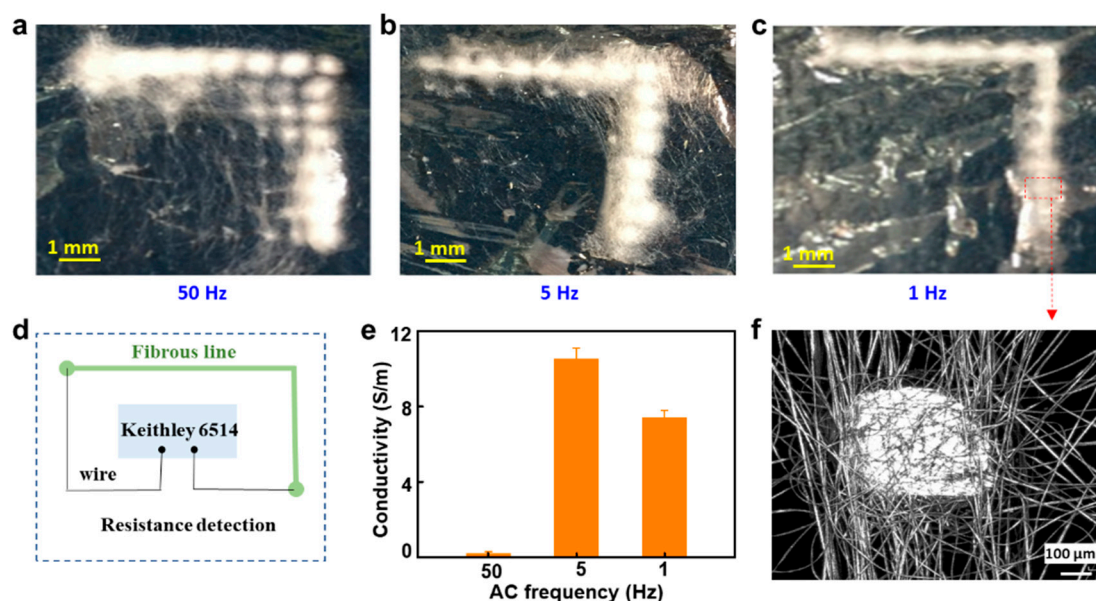 a
b
c
1 mm
1 mm
1 mm
50 Hz
5 Hz
1 Hz
d
Fibrous line
Keithley 6514
wire
Resistance detection
e
Conductivity (S/m)
12
8
4
0
50
5
1
AC frequency (Hz)
f
100 μm